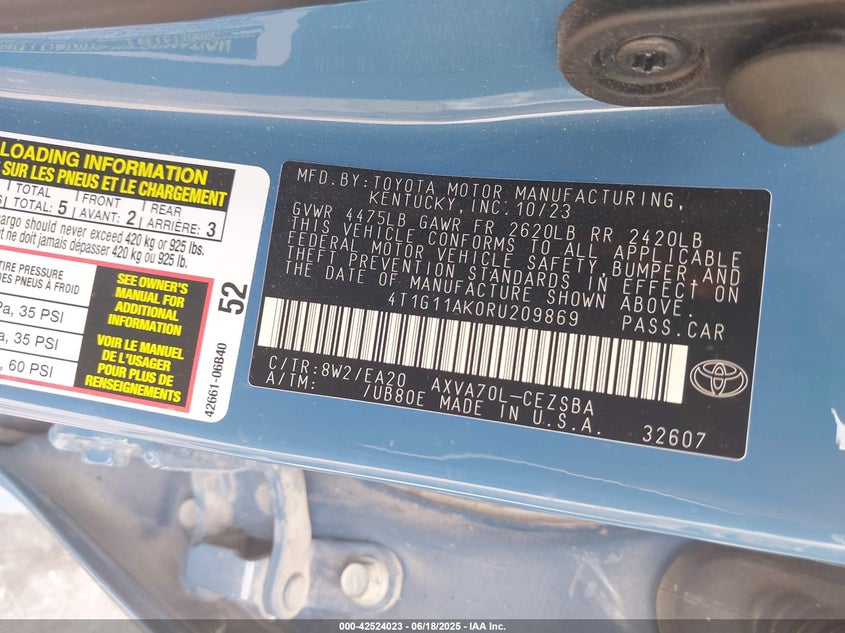 LOADING INFORMATION
SUR LES PNEUS ET LE CHARGEMENT
TOTAL FRONT REAR
TOTAL: 5 AVANT: 2 ARRIÈRE: 3
cargo should never exceed 420 kg or 925 lbs.
ne doit jamais dépasser 420 kg ou 925 lb.
TIRE PRESSURE
DES PNEUS À FROID
35 PSI
35 PSI
60 PSI
SEE OWNER'S
MANUAL FOR
ADDITIONAL
INFORMATION
VOIR LE MANUEL
DE L'USAGER
POUR PLUS DE
RENSEIGNEMENTS
52
42661-06B40
MFD.BY:TOYOTA MOTOR MANUFACTURING,
KENTUCKY, INC. 10/23
GVWR 4475LB GAWR FR 2620LB RR 2420LB
THIS VEHICLE CONFORMS TO ALL APPLICABLE
FEDERAL MOTOR VEHICLE SAFETY, BUMPER, AND
THEFT PREVENTION STANDARDS IN EFFECT ON
THE DATE OF MANUFACTURE SHOWN ABOVE.
4T1G11AK0RU209869 PASS.CAR
C/TR:8W2/EA20 AXVA70L-CEZSBA
A/TM: /UB80E MADE IN U.S.A.
32607
TOYOTA
000-42524023 - 06/18/2025 - IAA Inc.